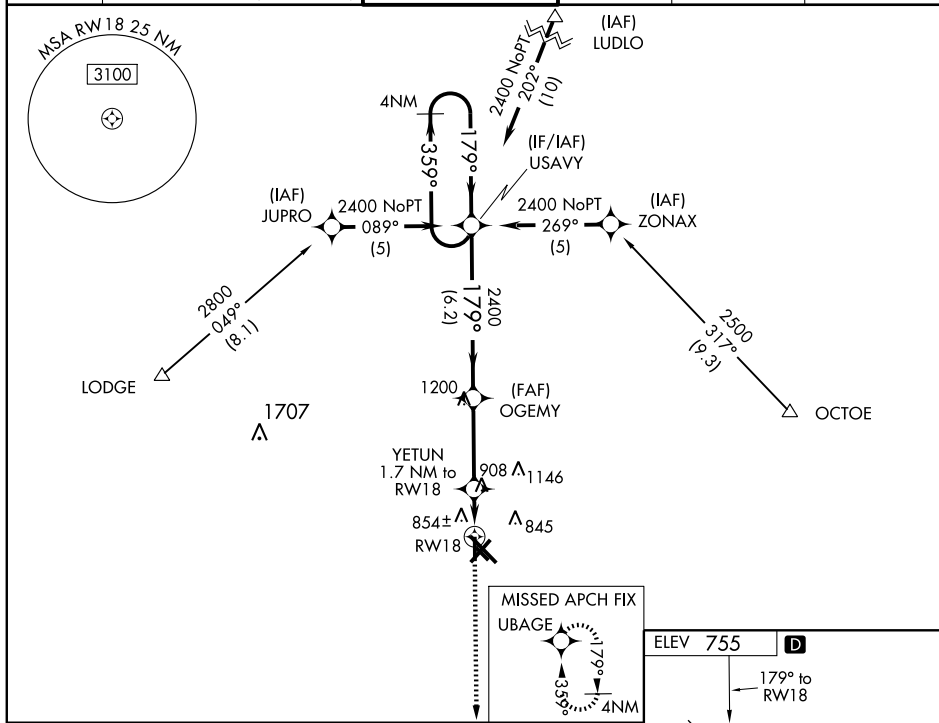 MSA RW18 25 NM
3100
(IAF)
LUDLO
2400 NoPT
202°
(10)
4NM
359°
179°
(IF/IAF)
USAVY
(IAF)
JUPRO
2400 NoPT
089°
(5)
2400 NoPT
269°
(5)
(IAF)
ZONAX
2800
049°
(8.1)
LODGE
2400
179°
(6.2)
2500
317°
(9.3)
OCTOE
1200
(FAF)
OGEMY
1707
YETUN
1.7 NM to
RW18
908
1146
854±
845
RW18
MISSED APCH FIX
UBAGE
179°
359°
4NM
ELEV 755
D
179° to
RW18